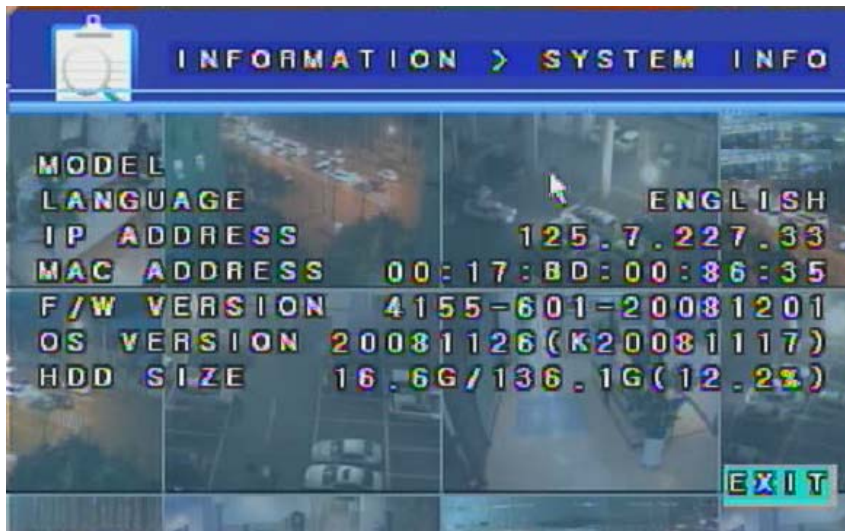 INFORMATION > SYSTEM INFO
MODEL
LANGUAGE ENGLISH
IP ADDRESS 125.7.227.33
MAC ADDRESS 00:17:BD:00:86:35
F/W VERSION 4155-601-20081201
OS VERSION 20081126(K20081117)
HDD SIZE 16.6G/136.1G(12.2%)
EXIT